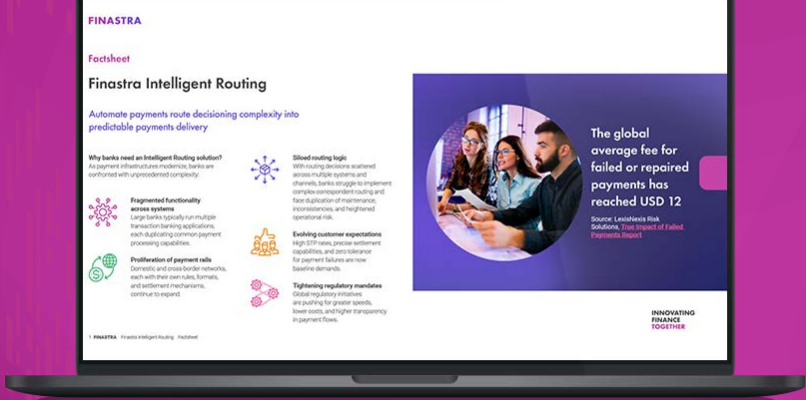 FINASTRA
Factsheet
Finastra Intelligent Routing
Automate payments route decisioning complexity into
predictable payments delivery
Why banks need an Intelligent Routing solution?
As payment infrastructures modernize, banks are
confronted with unprecedented complexity:
Fragmented functionality
across systems
Large banks typically run multiple
transaction banking applications,
each duplicating common payment
processing capabilities.
Proliferation of payment rails
Domestic and cross-border networks,
each with their own rules, formats,
and settlement mechanisms,
continue to expand.
Siloed routing logic
With routing decisions scattered
across multiple systems and
channels, banks struggle to implement
complex correspondent routing and
face duplication of maintenance,
inconsistencies, and heightened
operational risk.
Evolving customer expectations
High STP rates, precise settlement
capabilities, and zero tolerance
for payment failures are now
baseline demands.
Tightening regulatory mandates
Global regulatory initiatives
are pushing for greater speeds,
lower costs, and higher transparency
in payment flows.
The global
average fee for
failed or repaired
payments has
reached USD 12
Source: LexisNexis Risk
Solutions, True Impact of Failed
Payments Report
INNOVATING
FINANCE
TOGETHER
1 FINASTRA Finastra Intelligent Routing Factsheet